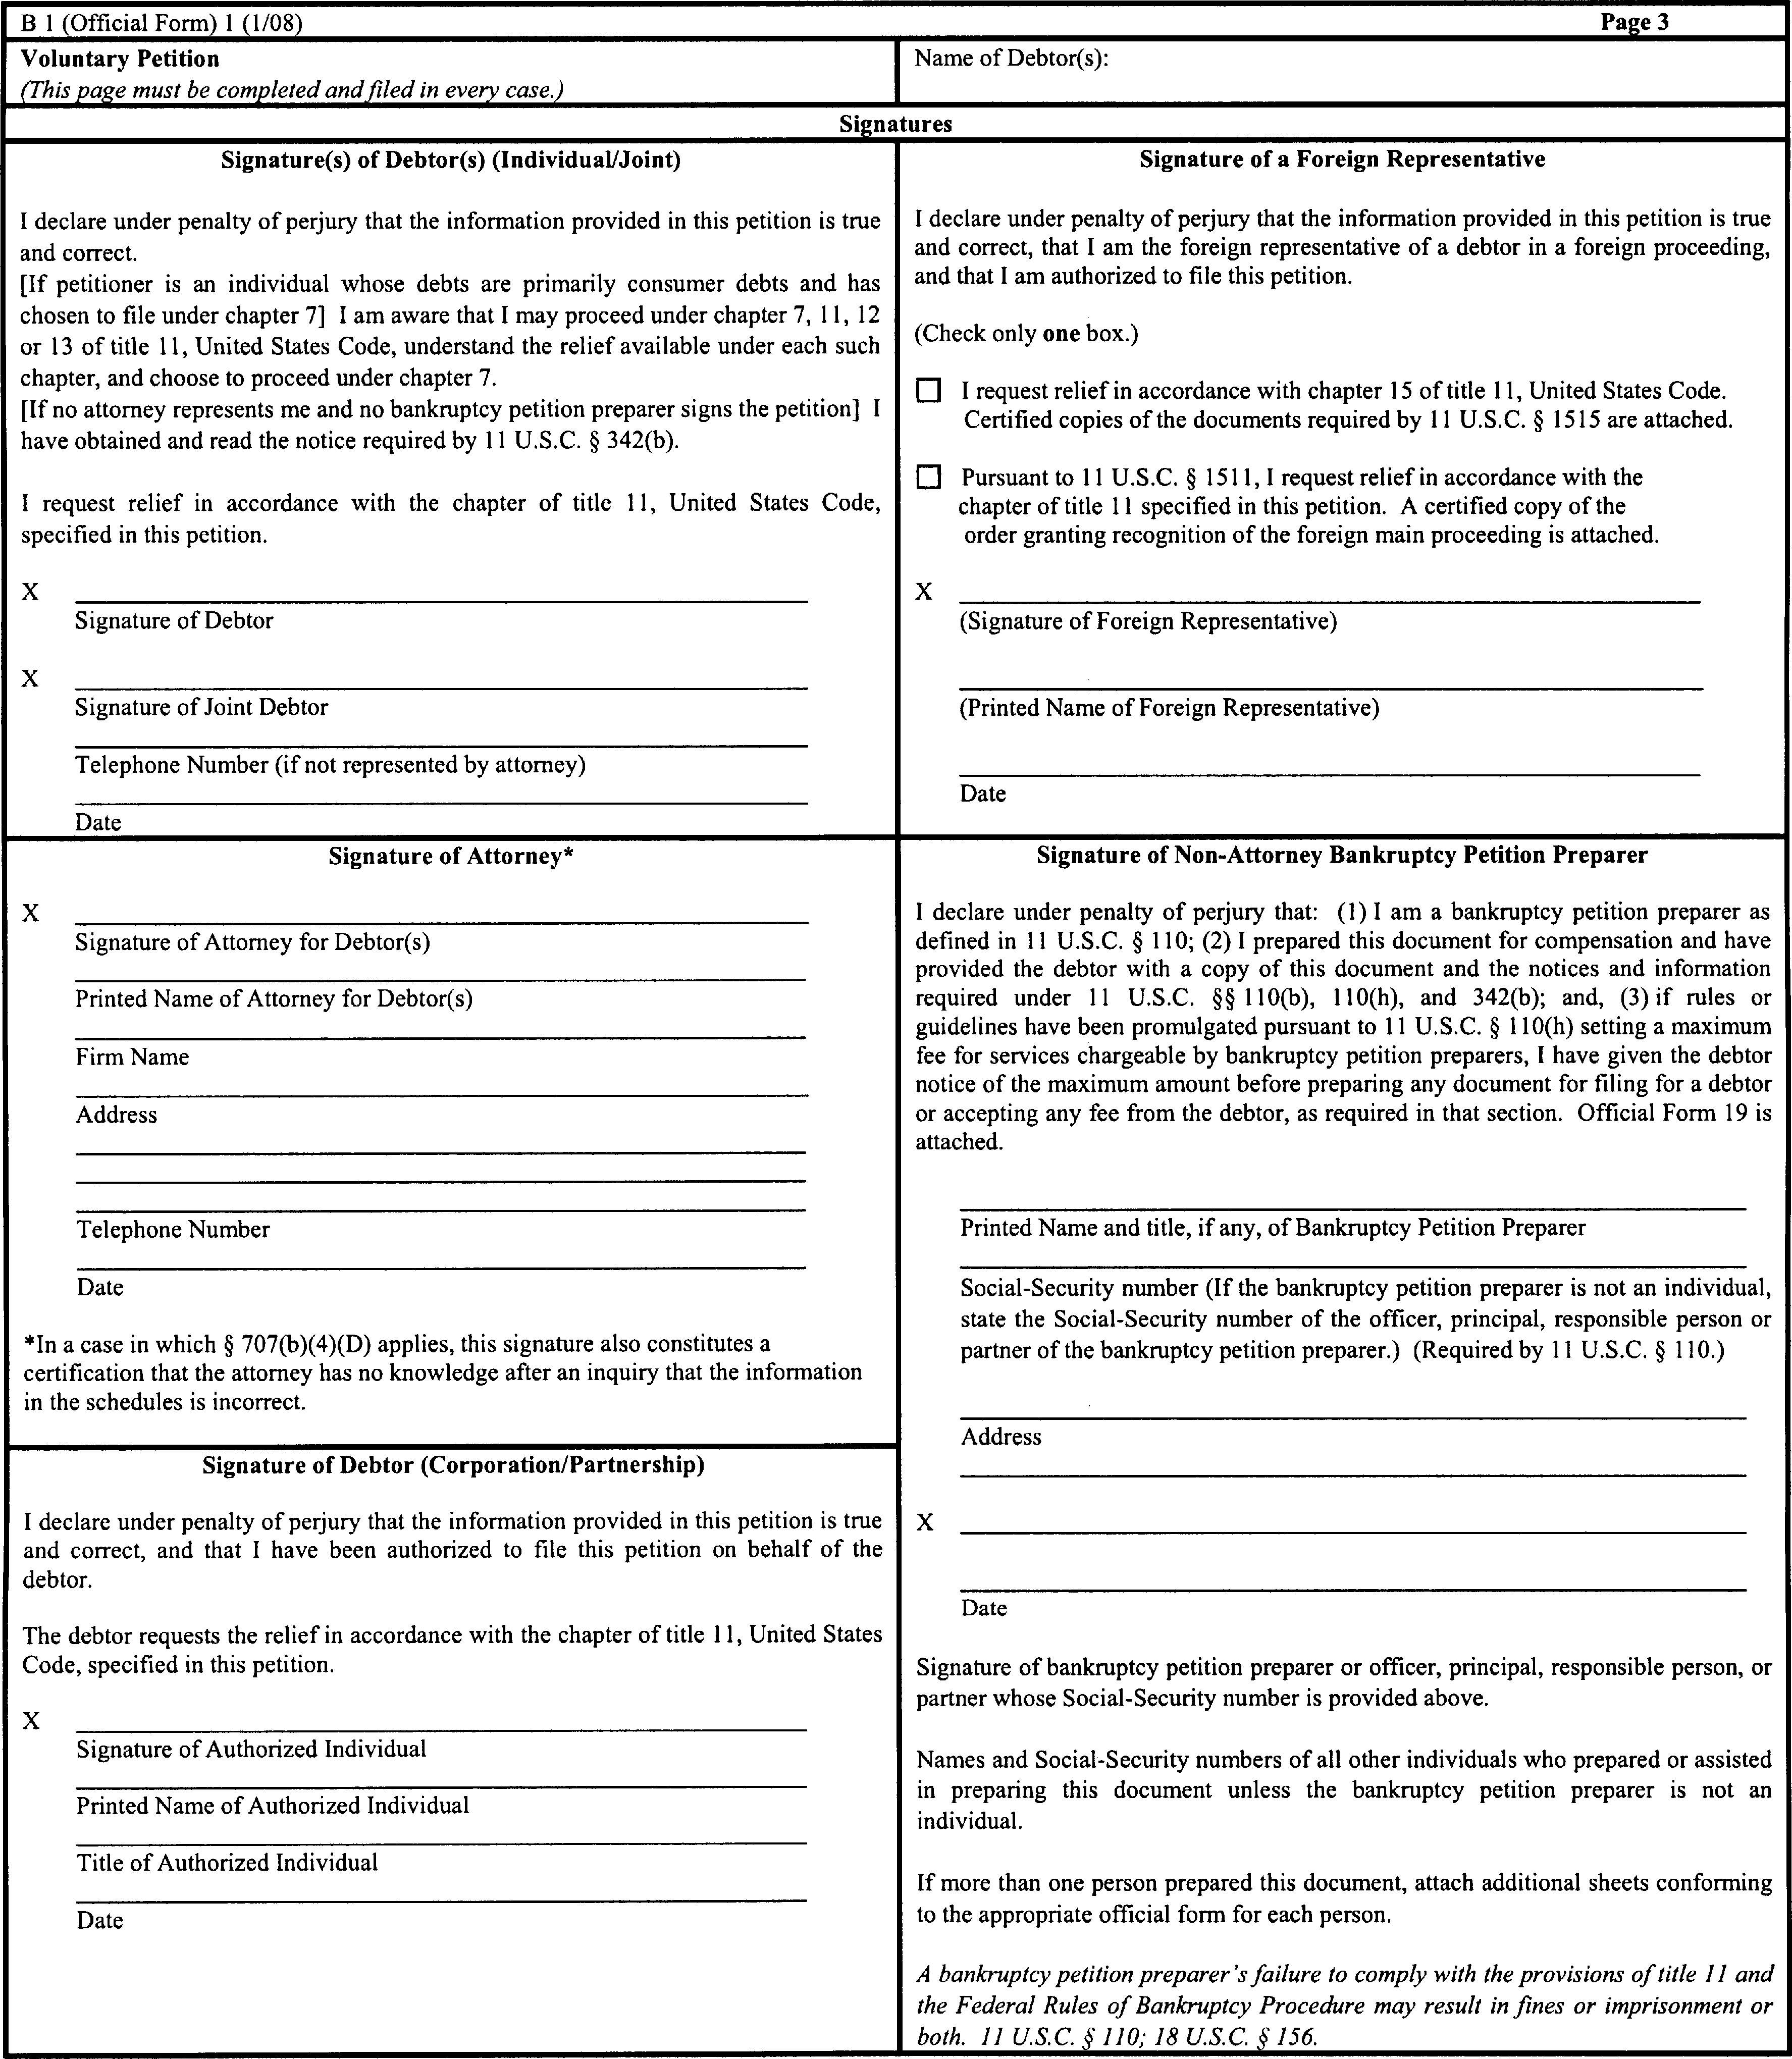 B 1 (Official Form) 1 (1/08)
Page 3
Voluntary Petition
(This page must be completed and filed in every case.)
Name of Debtor(s):
Signatures
Signature(s) of Debtor(s) (Individual/Joint)
I declare under penalty of perjury that the information provided in this petition is true
and correct.
[If petitioner is an individual whose debts are primarily consumer debts and has
chosen to file under chapter 7] I am aware that I may proceed under chapter 7, 11, 12
or 13 of title 11, United States Code, understand the relief available under each such
chapter, and choose to proceed under chapter 7.
[If no attorney represents me and no bankruptcy petition preparer signs the petition] I
have obtained and read the notice required by 11 U.S.C. § 342(b).
I request relief in accordance with the chapter of title 11, United States Code,
specified in this petition.
X
Signature of Debtor
X
Signature of Joint Debtor
Telephone Number (if not represented by attorney)
Date
Signature of a Foreign Representative
I declare under penalty of perjury that the information provided in this petition is true
and correct, that I am the foreign representative of a debtor in a foreign proceeding,
and that I am authorized to file this petition.
(Check only one box.)
I request relief in accordance with chapter 15 of title 11, United States Code.
Certified copies of the documents required by 11 U.S.C. § 1515 are attached.
Pursuant to 11 U.S.C. § 1511, I request relief in accordance with the
chapter of title 11 specified in this petition. A certified copy of the
order granting recognition of the foreign main proceeding is attached.
X
(Signature of Foreign Representative)
(Printed Name of Foreign Representative)
Date
Signature of Attorney*
X
Signature of Attorney for Debtor(s)
Printed Name of Attorney for Debtor(s)
Firm Name
Address
Telephone Number
Date
*In a case in which § 707(b)(4)(D) applies, this signature also constitutes a
certification that the attorney has no knowledge after an inquiry that the information
in the schedules is incorrect.
Signature of Debtor (Corporation/Partnership)
I declare under penalty of perjury that the information provided in this petition is true
and correct, and that I have been authorized to file this petition on behalf of the
debtor.
The debtor requests the relief in accordance with the chapter of title 11, United States
Code, specified in this petition.
X
Signature of Authorized Individual
Printed Name of Authorized Individual
Title of Authorized Individual
Date
Signature of Non-Attorney Bankruptcy Petition Preparer
I declare under penalty of perjury that: (1) I am a bankruptcy petition preparer as
defined in 11 U.S.C. § 110; (2) I prepared this document for compensation and have
provided the debtor with a copy of this document and the notices and information
required under 11 U.S.C. §§ 110(b), 110(h), and 342(b); and, (3) if rules or
guidelines have been promulgated pursuant to 11 U.S.C. § 110(h) setting a maximum
fee for services chargeable by bankruptcy petition preparers, I have given the debtor
notice of the maximum amount before preparing any document for filing for a debtor
or accepting any fee from the debtor, as required in that section. Official Form 19 is
attached.
Printed Name and title, if any, of Bankruptcy Petition Preparer
Social-Security number (If the bankruptcy petition preparer is not an individual,
state the Social-Security number of the officer, principal, responsible person or
partner of the bankruptcy petition preparer.) (Required by 11 U.S.C. § 110.)
Address
X
Date
Signature of bankruptcy petition preparer or officer, principal, responsible person, or
partner whose Social-Security number is provided above.
Names and Social-Security numbers of all other individuals who prepared or assisted
in preparing this document unless the bankruptcy petition preparer is not an
individual.
If more than one person prepared this document, attach additional sheets conforming
to the appropriate official form for each person.
A bankruptcy petition preparer's failure to comply with the provisions of title 11 and
the Federal Rules of Bankruptcy Procedure may result in fines or imprisonment or
both. 11 U.S.C. § 110; 18 U.S.C. § 156.